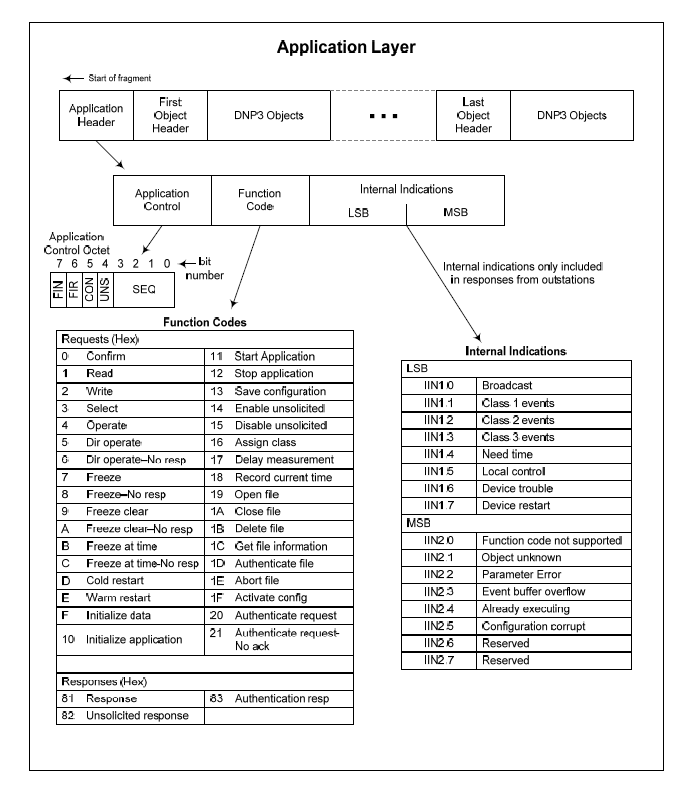 Application Layer
Start of fragment
Application Header
First Object Header
DNP3 Objects
...
Last Object Header
DNP3 Objects
Application Control
Function Code
Internal Indications
LSB MSB
Application Control Octet
7 6 5 4 3 2 1 0 bit number
FIN FIR CON UNS SEQ
Internal indications only included
in responses from outstations
Function Codes
Requests (Hex)
0 Confirm 11 Start Application
1 Read 12 Stop application
2 Write 13 Save configuration
3 Select 14 Enable unsolicited
4 Operate 15 Disable unsolicited
5 Dir operate 16 Assign class
6 Dir operate–No resp 17 Delay measurement
7 Freeze 18 Record current time
8 Freeze–No resp 19 Open file
9 Freeze clear 1A Close file
A Freeze clear–No resp 1B Delete file
B Freeze at time 1C Get file information
C Freeze at time-No resp 1D Authenticate file
D Cold restart 1E Abort file
E Warm restart 1F Activate config
F Initialize data 20 Authenticate request
10 Initialize application 21 Authenticate request-
No ack
Responses (Hex)
81 Response 83 Authentication resp
82 Unsolicited response
Internal Indications
LSB
IIN1.0 Broadcast
IIN1.1 Class 1 events
IIN1.2 Class 2 events
IIN1.3 Class 3 events
IIN1.4 Need time
IIN1.5 Local control
IIN1.6 Device trouble
IIN1.7 Device restart
MSB
IIN2.0 Function code not supported
IIN2.1 Object unknown
IIN2.2 Parameter Error
IIN2.3 Event buffer overflow
IIN2.4 Already executing
IIN2.5 Configuration corrupt
IIN2.6 Reserved
IIN2.7 Reserved